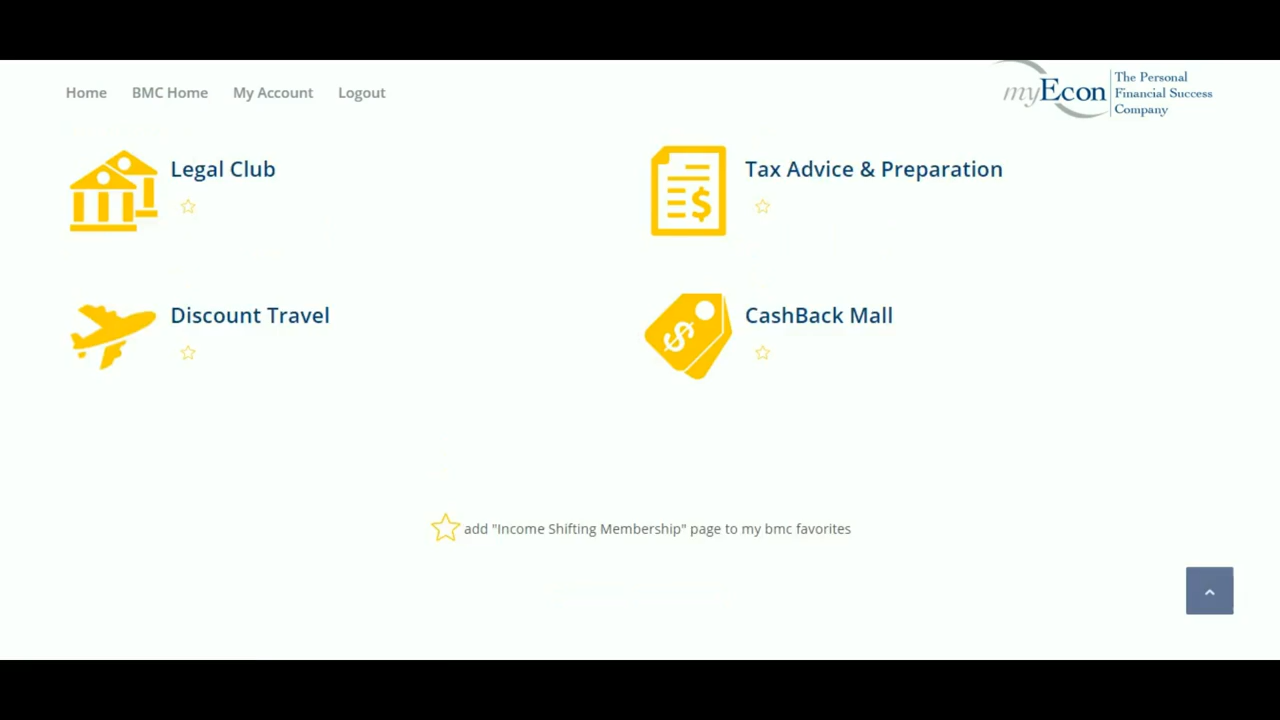 Home BMC Home My Account Logout
myEcon The Personal
Financial Success
Company
Legal Club
Tax Advice & Preparation
Discount Travel
CashBack Mall
add "Income Shifting Membership" page to my bmc favorites